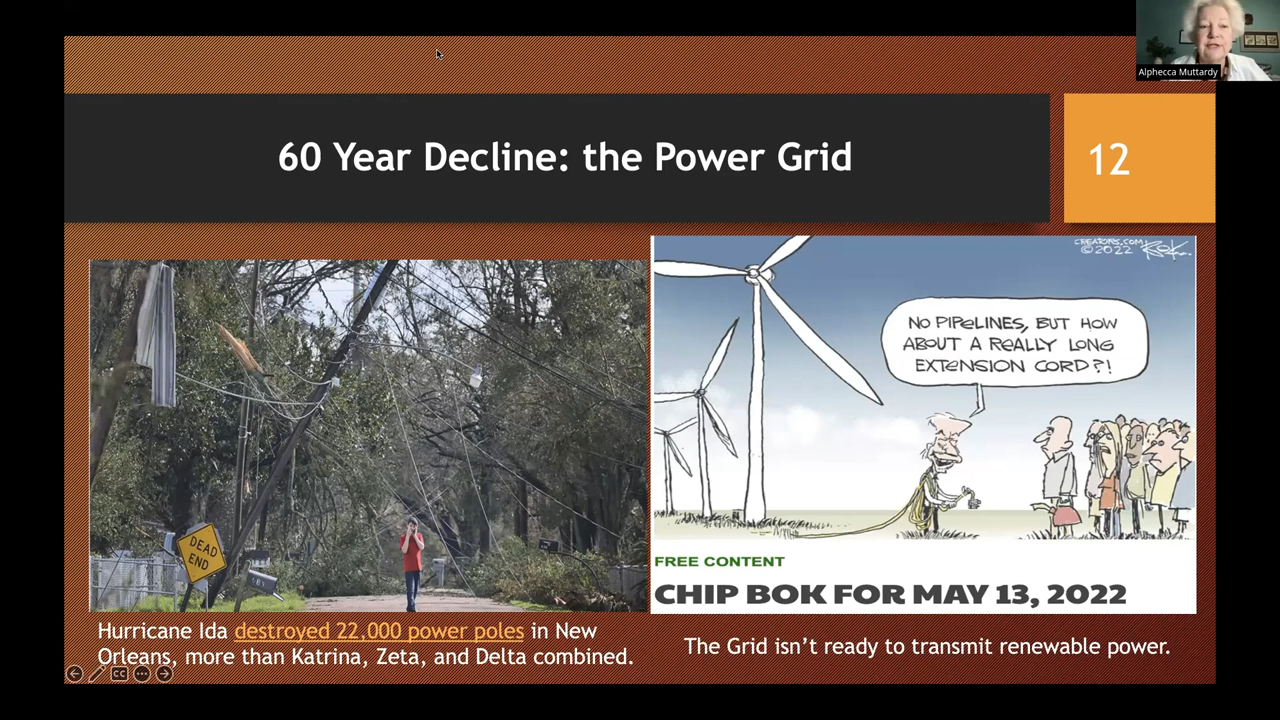 Alphecca Muttardy
60 Year Decline: the Power Grid
12
CREATORS.COM
©2022 BOK
NO PIPELINES, BUT HOW
ABOUT A REALLY LONG
EXTENSION CORD?!
DEAD
END
FREE CONTENT
CHIP BOK FOR MAY 13, 2022
Hurricane Ida destroyed 22,000 power poles in New
Orleans, more than Katrina, Zeta, and Delta combined.
The Grid isn’t ready to transmit renewable power.
CC